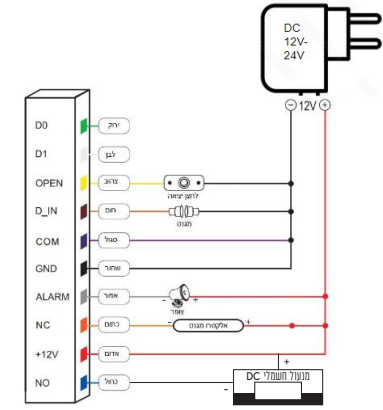 DC
12V-
24V
− 12V +
D0 ירוק
D1 לבן
OPEN צהוב
לחצן יציאה
D_IN חום
מגנט
COM סגול
GND שחור
ALARM אפור - +
צופר
NC כתום - אלקטרו מגנט +
+12V אדום
+
NO כחול
מנעול חשמלי DC
-